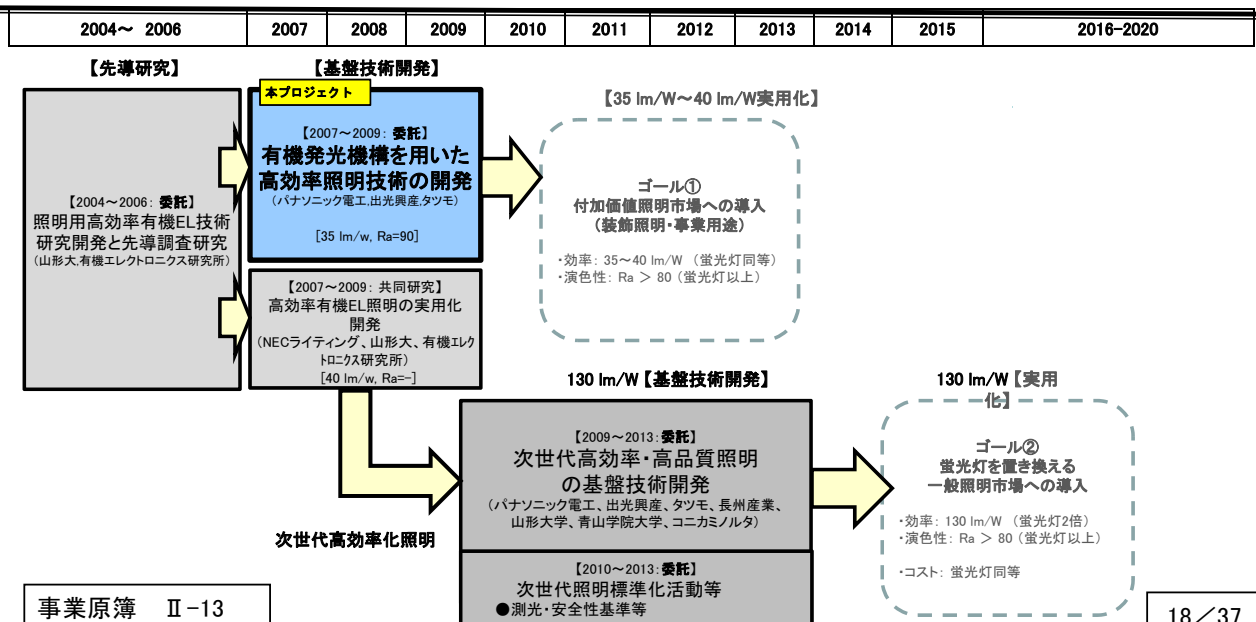 2004～ 2006
2007
2008
2009
2010
2011
2012
2013
2014
2015
2016-2020
【先導研究】
【基盤技術開発】
【35 lm/W～40 lm/W実用化】
本プロジェクト
【2004～2006: 委託】
照明用高効率有機EL技術
研究開発と先導調査研究
(山形大,有機エレクトロニクス研究所)
【2007～2009: 委託】
有機発光機構を用いた
高効率照明技術の開発
(パナソニック電工,出光興産,タツモ)
[35 lm/w, Ra=90]
【2007～2009: 共同研究】
高効率有機EL照明の実用化
開発
(NECライティング、山形大、有機エレク
トロニクス研究所)
[40 lm/w, Ra=-]
ゴール①
付加価値照明市場への導入
(装飾照明・事業用途)
・効率: 35～40 lm/W (蛍光灯同等)
・演色性: Ra ＞ 80 (蛍光灯以上)
130 lm/W【基盤技術開発】
130 lm/W【実用
化】
【2009～2013: 委託】
次世代高効率・高品質照明
の基盤技術開発
(パナソニック電工、出光興産、タツモ、長州産業、
山形大学、青山学院大学、コニカミノルタ)
ゴール②
蛍光灯を置き換える
一般照明市場への導入
・効率: 130 lm/W (蛍光灯2倍)
・演色性: Ra ＞ 80 (蛍光灯以上)
・コスト: 蛍光灯同等
次世代高効率化照明
【2010～2013: 委託】
次世代照明標準化活動等
●測光・安全性基準等
事業原簿 Ⅱ-13
18／37